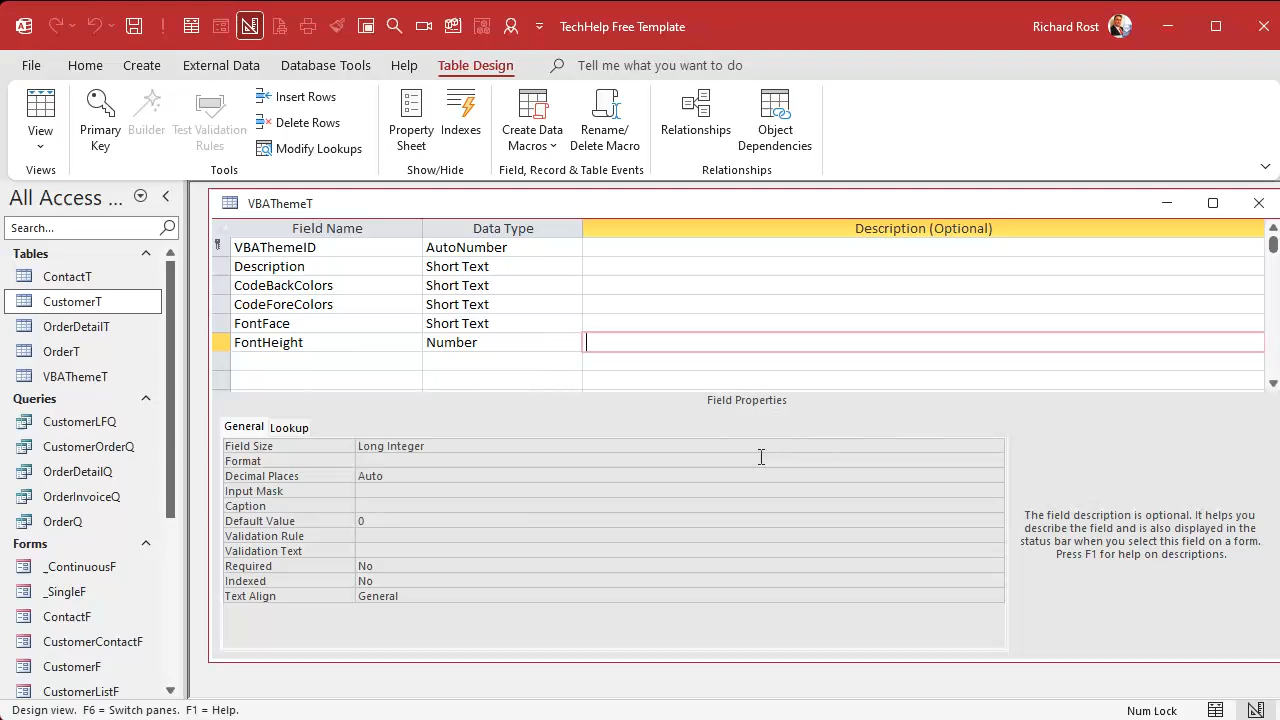 TechHelp Free Template
Richard Rost
File Home Create External Data Database Tools Help Table Design Tell me what you want to do
View
Views
Primary Key
Builder
Test Validation Rules
Insert Rows
Delete Rows
Modify Lookups
Tools
Property Sheet
Indexes
Show/Hide
Create Data Macros
Rename/ Delete Macro
Field, Record & Table Events
Relationships
Object Dependencies
Relationships
All Access ...
Search...
Tables
ContactT
CustomerT
OrderDetailT
OrderT
VBAThemeT
Queries
CustomerLFQ
CustomerOrderQ
OrderDetailQ
OrderInvoiceQ
OrderQ
Forms
_ContinuousF
_SingleF
ContactF
CustomerContactF
CustomerF
CustomerListF
VBAThemeT
Field Name Data Type Description (Optional)
VBAThemeID AutoNumber
Description Short Text
CodeBackColors Short Text
CodeForeColors Short Text
FontFace Short Text
FontHeight Number
Field Properties
General Lookup
Field Size Long Integer
Format
Decimal Places Auto
Input Mask
Caption
Default Value 0
Validation Rule
Validation Text
Required No
Indexed No
Text Align General
The field description is optional. It helps you
describe the field and is also displayed in the
status bar when you select this field on a form.
Press F1 for help on descriptions.
Design view. F6 = Switch panes. F1 = Help.
Num Lock